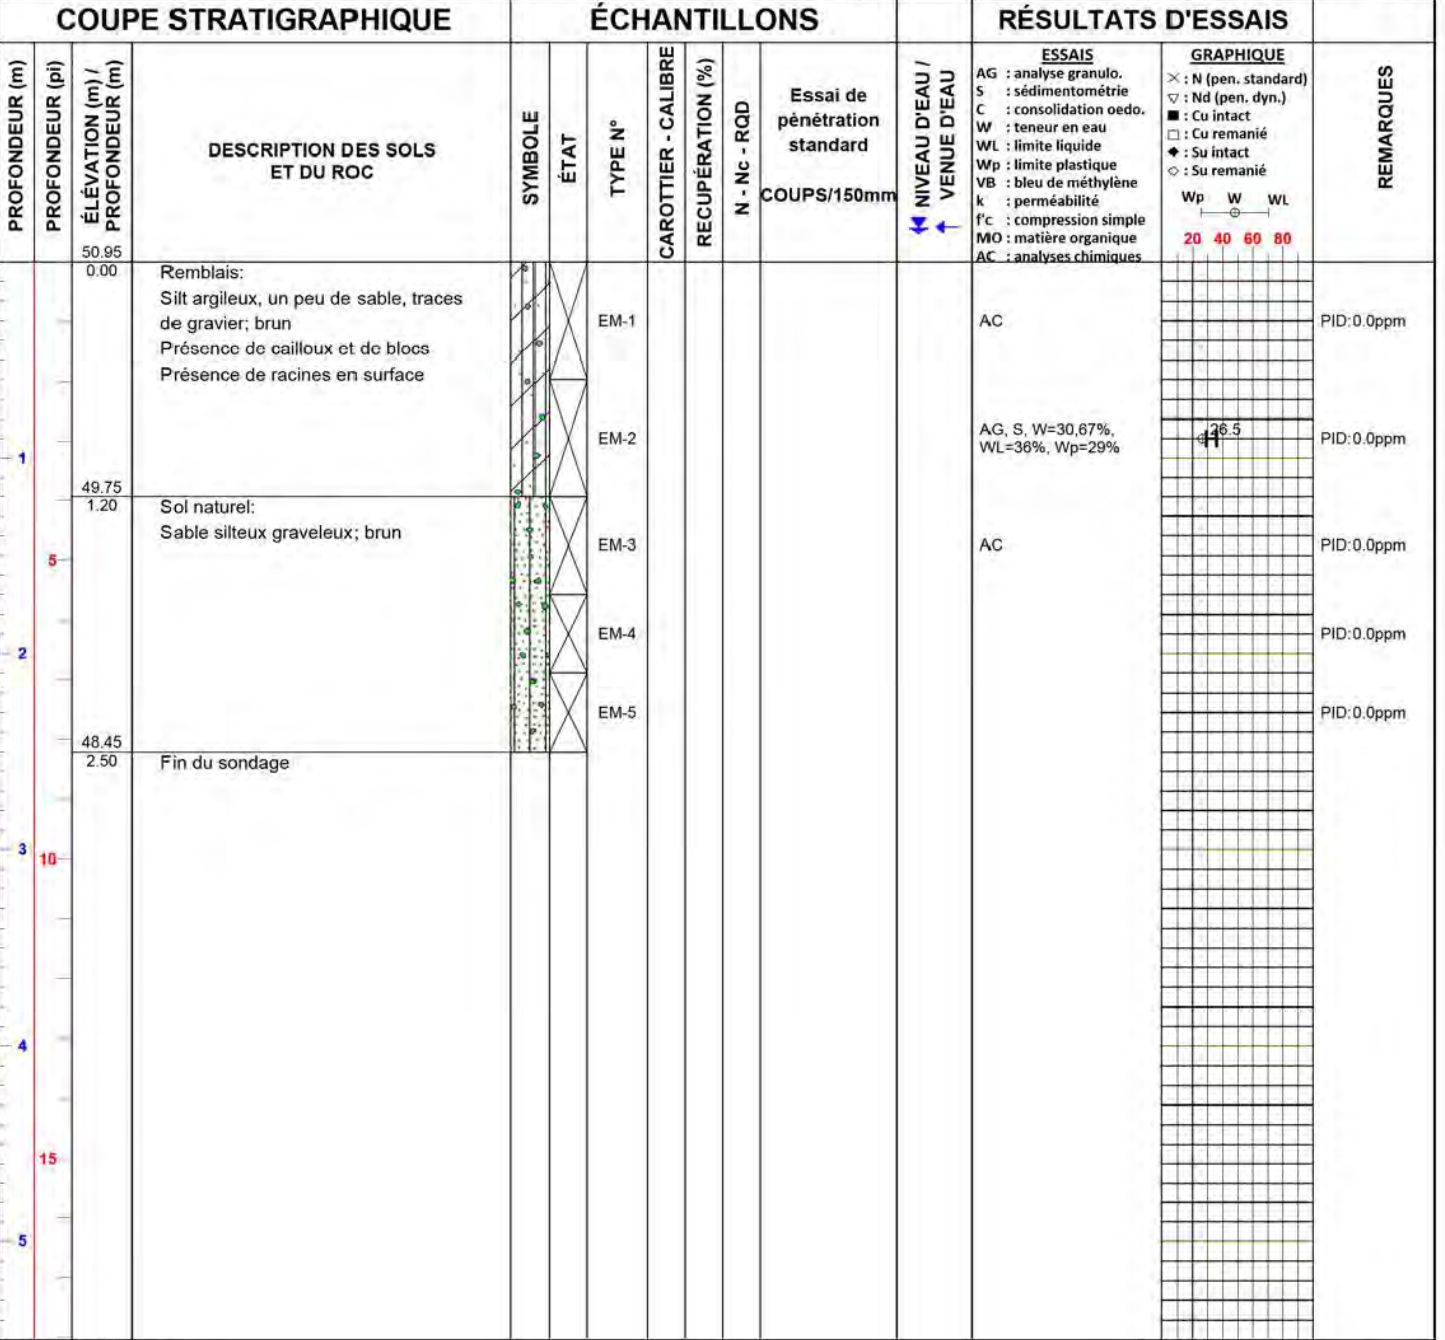 COUPE STRATIGRAPHIQUE
ÉCHANTILLONS
RÉSULTATS D'ESSAIS
PROFONDEUR (m)
PROFONDEUR (pi)
ÉLÉVATION (m) /
PROFONDEUR (m)
DESCRIPTION DES SOLS
ET DU ROC
SYMBOLE
ÉTAT
TYPE N°
CAROTTIER - CALIBRE
RECUPÉRATION (%)
N - Nc - RQD
Essai de
pénétration
standard
COUPS/150mm
NIVEAU D'EAU /
VENUE D'EAU
ESSAIS
AG : analyse granulo.
S : sédimentométrie
C : consolidation oedo.
W : teneur en eau
WL : limite liquide
Wp : limite plastique
VB : bleu de méthylène
k : perméabilité
f'c : compression simple
MO : matière organique
AC : analyses chimiques
GRAPHIQUE
× : N (pen. standard)
▽ : Nd (pen. dyn.)
■ : Cu intact
□ : Cu remanié
◆ : Su intact
◇ : Su remanié
Wp W WL
20 40 60 80
REMARQUES
50.95
0.00
Remblais:
Silt argileux, un peu de sable, traces
de gravier; brun
Présence de cailloux et de blocs
Présence de racines en surface
EM-1
AC
PID:0.0ppm
EM-2
AG, S, W=30,67%,
WL=36%, Wp=29%
26.5
PID:0.0ppm
1
49.75
1.20
Sol naturel:
Sable silteux graveleux; brun
EM-3
AC
PID:0.0ppm
5
EM-4
PID:0.0ppm
2
EM-5
PID:0.0ppm
48.45
2.50
Fin du sondage
3
10
4
15
5